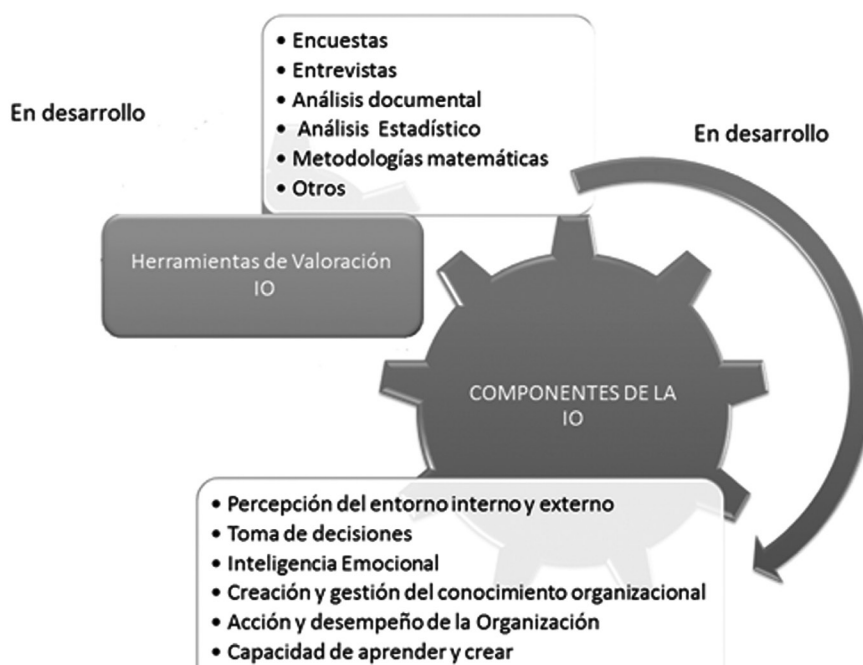 • Encuestas
• Entrevistas
• Análisis documental
• Análisis Estadístico
• Metodologías matemáticas
• Otros
En desarrollo
En desarrollo
Herramientas de Valoración
IO
COMPONENTES DE LA
IO
• Percepción del entorno interno y externo
• Toma de decisiones
• Inteligencia Emocional
• Creación y gestión del conocimiento organizacional
• Acción y desempeño de la Organización
• Capacidad de aprender y crear